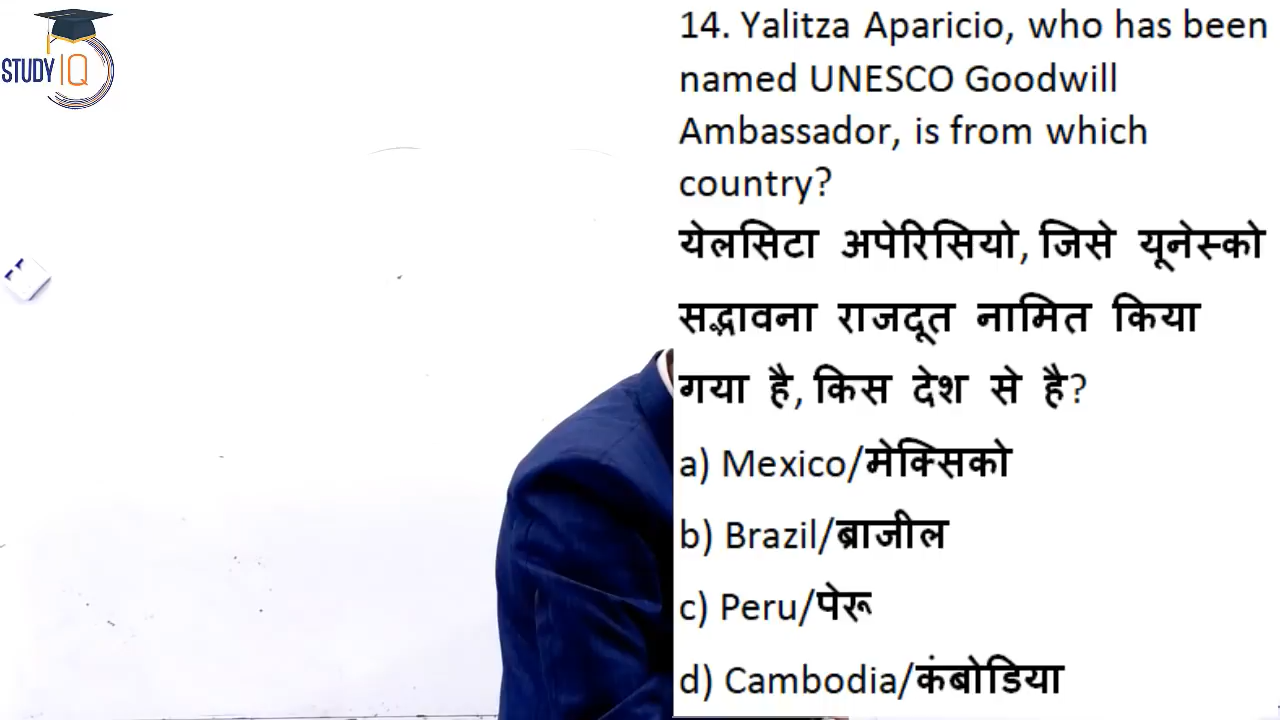 STUDY IQ
14. Yalitza Aparicio, who has been
named UNESCO Goodwill
Ambassador, is from which
country?
येलसिटा अपेरिसियो, जिसे यूनेस्को
सद्भावना राजदूत नामित किया
गया है, किस देश से है?
a) Mexico/मेक्सिको
b) Brazil/ब्राजील
c) Peru/पेरू
d) Cambodia/कंबोडिया